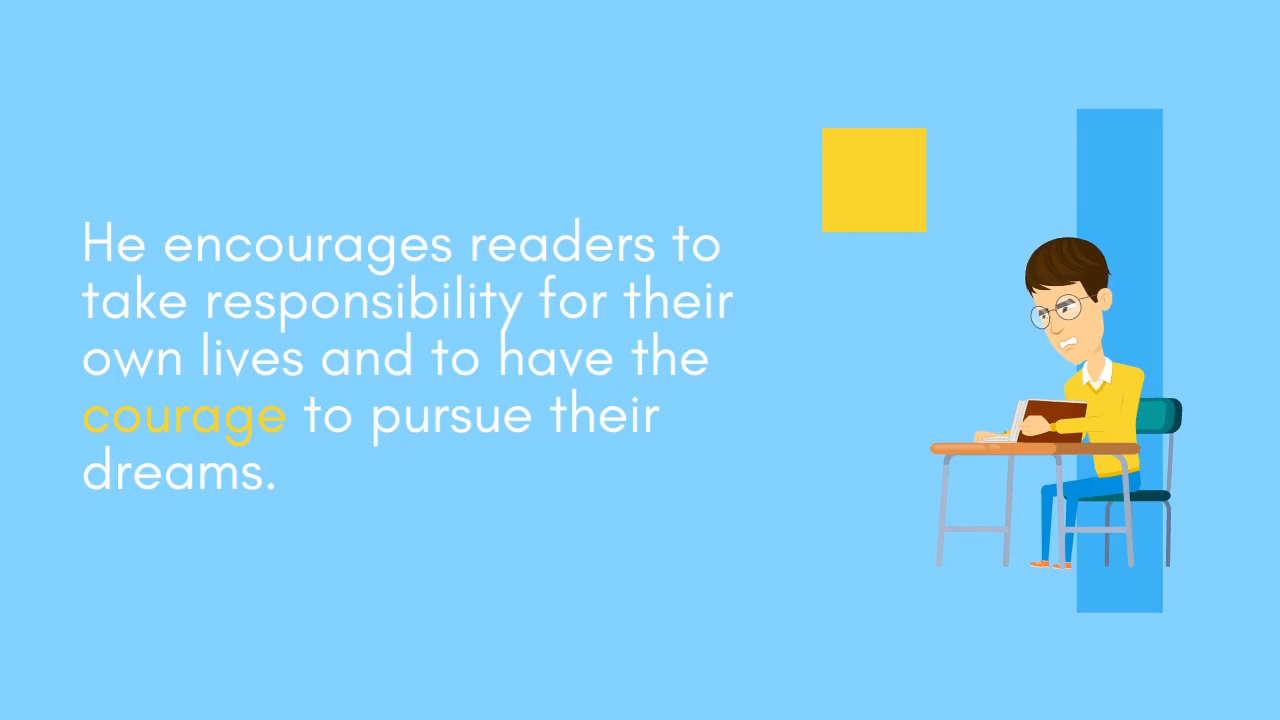 He encourages readers to
take responsibility for their
own lives and to have the
courage to pursue their
dreams.